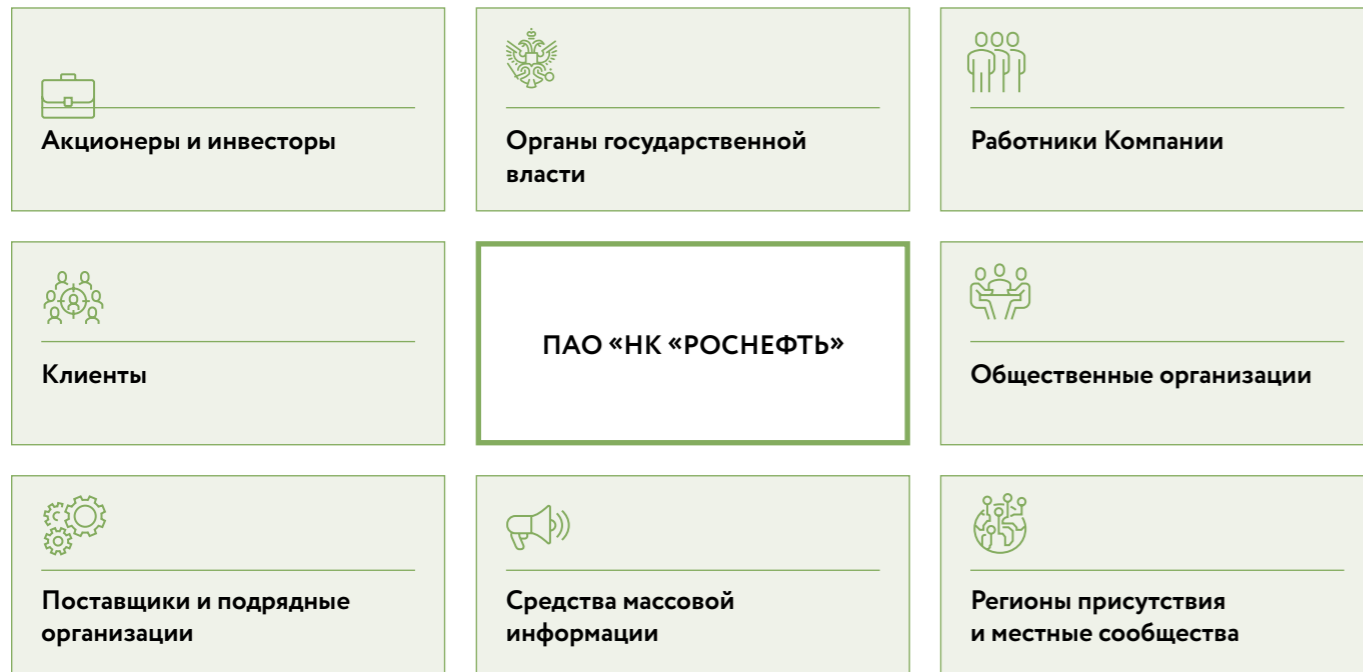 Акционеры и инвесторы
Органы государственной
власти
Работники Компании
Клиенты
ПАО «НК «РОСНЕФТЬ»
Общественные организации
Поставщики и подрядные
организации
Средства массовой
информации
Регионы присутствия
и местные сообщества